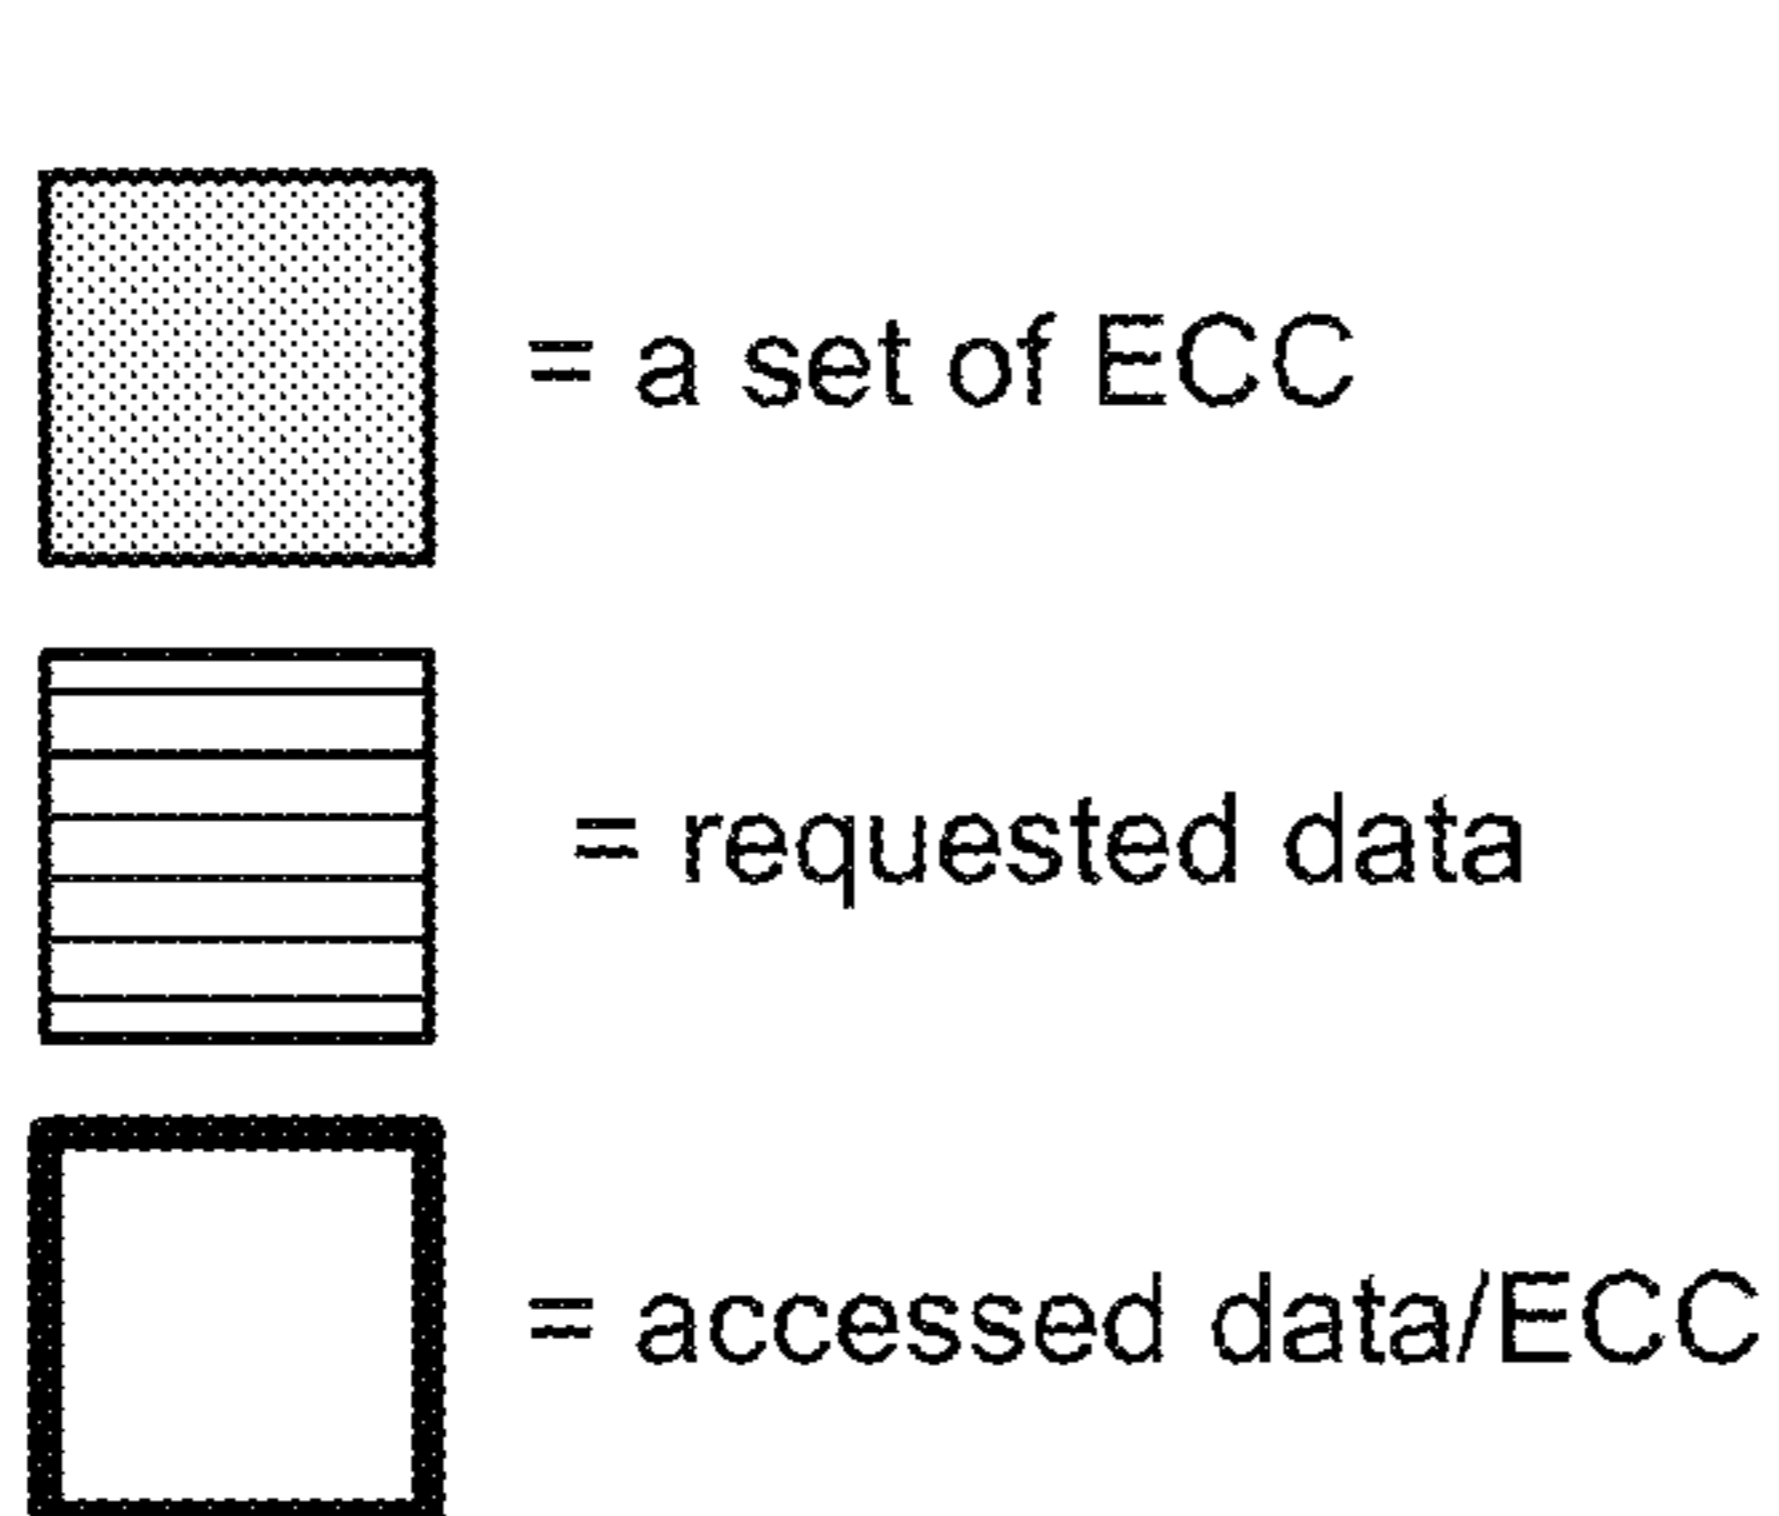 = a set of ECC
= requested data
= accessed data/ECC